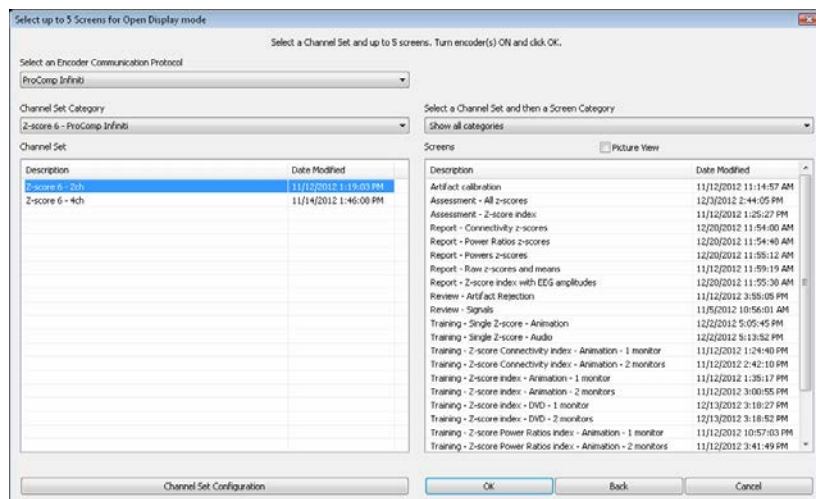 Select up to 5 Screens for Open Display mode
Select a Channel Set and up to 5 screens. Turn encoder(s) ON and click OK.
Select an Encoder Communication Protocol
ProComp Infiniti
Channel Set Category
Z-score 6 - ProComp Infiniti
Channel Set
Description Date Modified
Z-score 6 - 2ch 11/12/2012 1:19:03 PM
Z-score 6 - 4ch 11/14/2012 1:46:00 PM
Channel Set Configuration
Select a Channel Set and then a Screen Category
Show all categories
Screens Picture View
Description Date Modified
Artifact calibration 11/12/2012 11:14:57 AM
Assessment - All z-scores 12/3/2012 2:44:05 PM
Assessment - Z-score index 11/12/2012 1:25:27 PM
Report - Connectivity z-scores 12/20/2012 11:54:00 AM
Report - Power Ratios z-scores 12/20/2012 11:54:40 AM
Report - Powers z-scores 12/20/2012 11:55:12 AM
Report - Raw z-scores and means 11/12/2012 11:59:19 AM
Report - Z-score index with EEG amplitudes 12/20/2012 11:55:30 AM
Review - Artifact Rejection 11/12/2012 3:55:05 PM
Review - Signals 11/5/2012 10:56:01 AM
Training - Single Z-score - Animation 12/2/2012 5:05:45 PM
Training - Single Z-score - Audio 12/2/2012 5:13:52 PM
Training - Z-score Connectivity index - Animation - 1 monitor 11/12/2012 1:24:40 PM
Training - Z-score Connectivity index - Animation - 2 monitors 11/12/2012 2:42:10 PM
Training - Z-score index - Animation - 1 monitor 11/12/2012 1:35:17 PM
Training - Z-score index - Animation - 2 monitors 11/12/2012 3:00:55 PM
Training - Z-score index - DVD - 1 monitor 12/13/2012 3:18:27 PM
Training - Z-score index - DVD - 2 monitors 12/13/2012 3:18:52 PM
Training - Z-score Power Ratios index - Animation - 1 monitor 11/12/2012 10:57:03 PM
Training - Z-score Power Ratios index - Animation - 2 monitors 11/12/2012 3:41:49 PM
OK Back Cancel